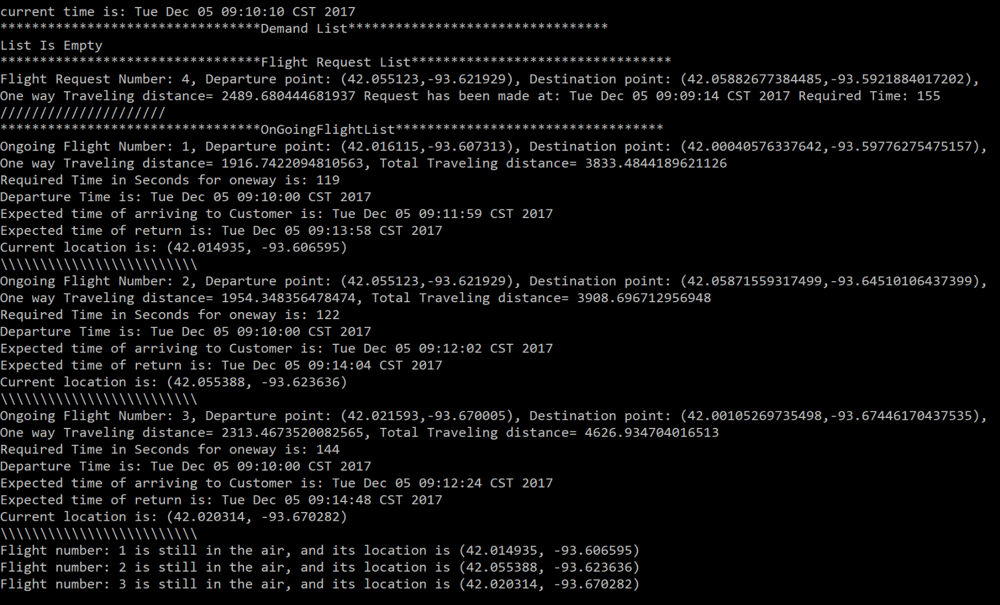 current time is: Tue Dec 05 09:10:10 CST 2017
*********************************Demand List*********************************
List Is Empty
*********************************Flight Request List*********************************
Flight Request Number: 4, Departure point: (42.055123,-93.621929), Destination point: (42.05882677384485,-93.5921884017202),
One way Traveling distance= 2489.680444681937 Request has been made at: Tue Dec 05 09:09:14 CST 2017 Required Time: 155
/////////////////////
*********************************OnGoingFlightList**********************************
Ongoing Flight Number: 1, Departure point: (42.016115,-93.607313), Destination point: (42.00040576337642,-93.59776275475157),
One way Traveling distance= 1916.7422094810563, Total Traveling distance= 3833.4844189621126
Required Time in Seconds for oneway is: 119
Departure Time is: Tue Dec 05 09:10:00 CST 2017
Expected time of arriving to Customer is: Tue Dec 05 09:11:59 CST 2017
Expected time of return is: Tue Dec 05 09:13:58 CST 2017
Current location is: (42.014935, -93.606595)
\\\\\\\\\\\\\\\\\\\\\\\\\
Ongoing Flight Number: 2, Departure point: (42.055123,-93.621929), Destination point: (42.05871559317499,-93.64510106437399),
One way Traveling distance= 1954.348356478474, Total Traveling distance= 3908.696712956948
Required Time in Seconds for oneway is: 122
Departure Time is: Tue Dec 05 09:10:00 CST 2017
Expected time of arriving to Customer is: Tue Dec 05 09:12:02 CST 2017
Expected time of return is: Tue Dec 05 09:14:04 CST 2017
Current location is: (42.055388, -93.623636)
\\\\\\\\\\\\\\\\\\\\\\\\\
Ongoing Flight Number: 3, Departure point: (42.021593,-93.670005), Destination point: (42.00105269735498,-93.67446170437535),
One way Traveling distance= 2313.4673520082565, Total Traveling distance= 4626.934704016513
Required Time in Seconds for oneway is: 144
Departure Time is: Tue Dec 05 09:10:00 CST 2017
Expected time of arriving to Customer is: Tue Dec 05 09:12:24 CST 2017
Expected time of return is: Tue Dec 05 09:14:48 CST 2017
Current location is: (42.020314, -93.670282)
\\\\\\\\\\\\\\\\\\\\\\\\\
Flight number: 1 is still in the air, and its location is (42.014935, -93.606595)
Flight number: 2 is still in the air, and its location is (42.055388, -93.623636)
Flight number: 3 is still in the air, and its location is (42.020314, -93.670282)